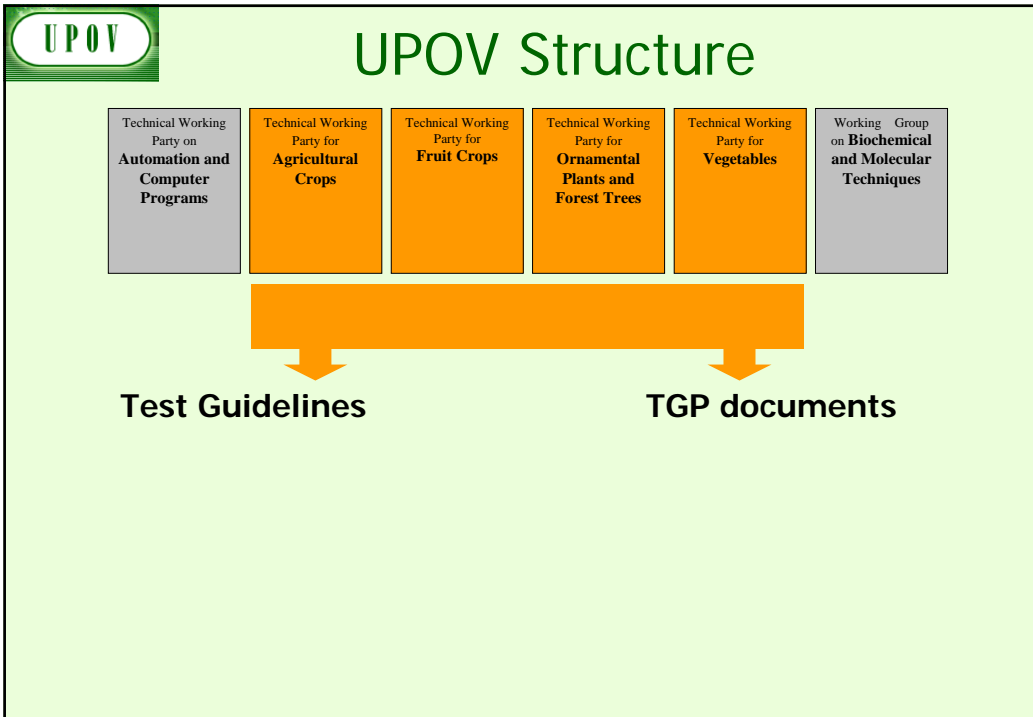 UPOV
UPOV Structure
Technical Working
Party on
Automation and
Computer
Programs
Technical Working
Party for
Agricultural
Crops
Technical Working
Party for
Fruit Crops
Technical Working
Party for
Ornamental
Plants and
Forest Trees
Technical Working
Party for
Vegetables
Working Group
on Biochemical
and Molecular
Techniques
Test Guidelines
TGP documents